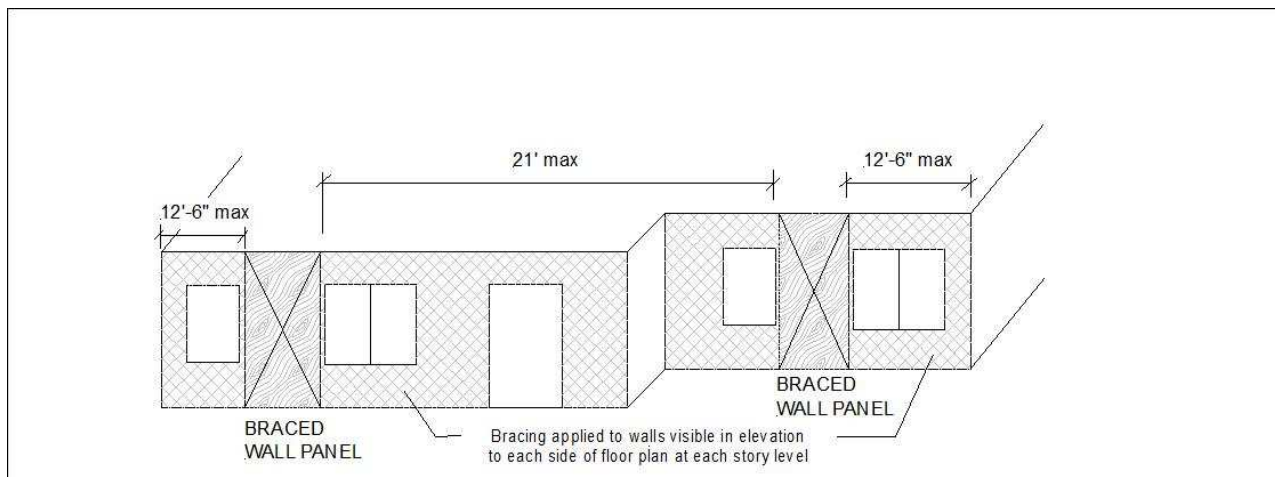 21' max
12'-6" max
12'-6" max
BRACED
WALL PANEL
BRACED
WALL PANEL
Bracing applied to walls visible in elevation
to each side of floor plan at each story level